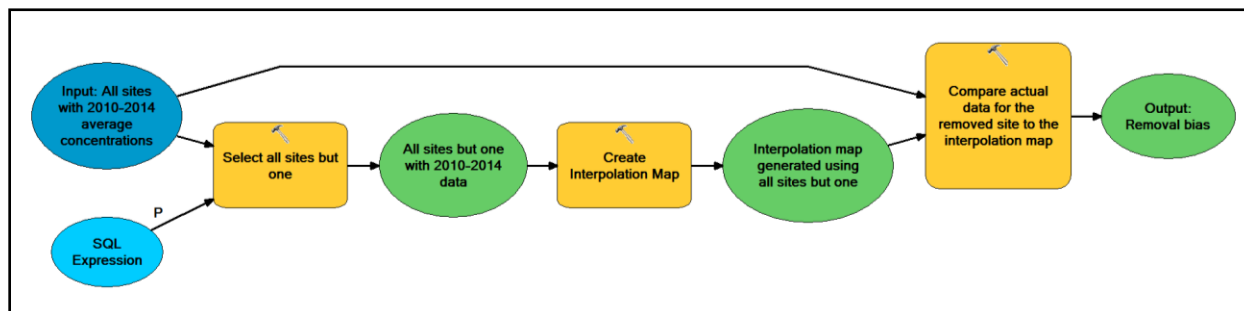 Input: All sites
with 2010-2014
average
concentrations
P
SQL
Expression
Select all sites but
one
All sites but
one with 2010-2014
data
Create
Interpolation Map
Interpolation map
generated using
all sites but one
Compare actual
data for the
removed site to the
interpolation map
Output:
Removal bias